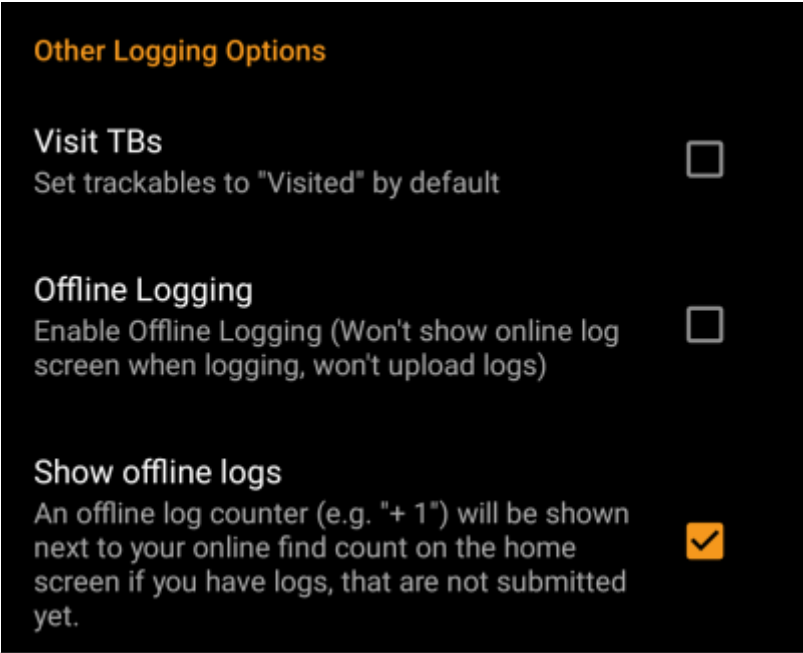 Other Logging Options
Visit TBs
Set trackables to "Visited" by default
Offline Logging
Enable Offline Logging (Won't show online log
screen when logging, won't upload logs)
Show offline logs
An offline log counter (e.g. "+ 1") will be shown
next to your online find count on the home
screen if you have logs, that are not submitted
yet.